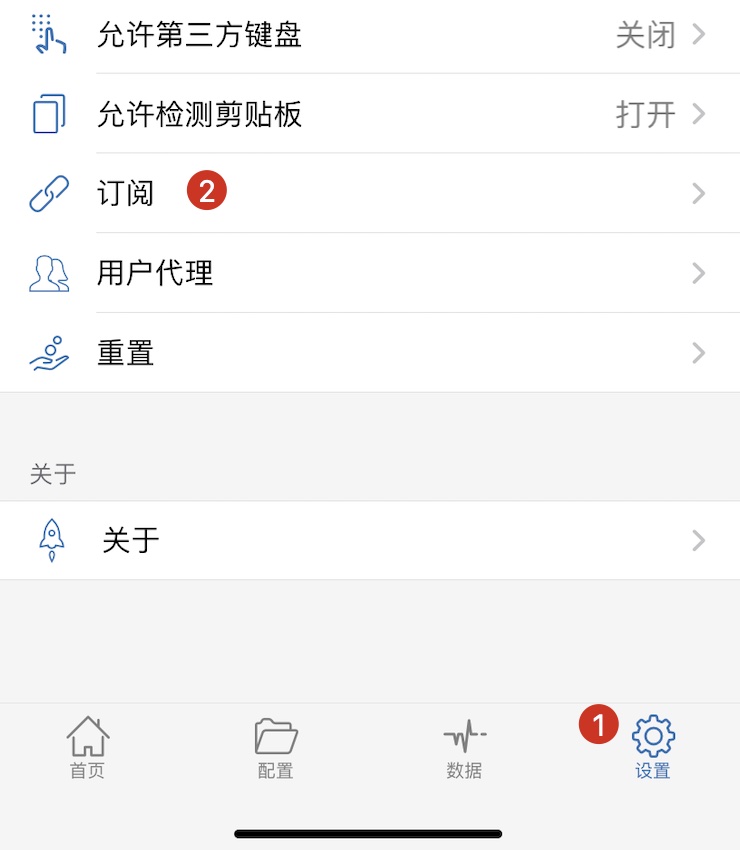 允许第三方键盘 关闭
允许检测剪贴板 打开
订阅 2
用户代理
重置
关于
关于
1
首页 配置 数据 设置